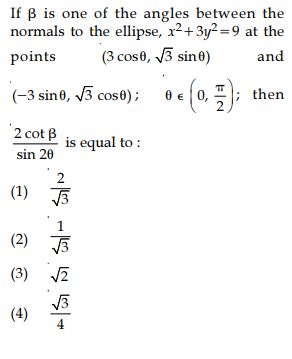 If β is one of the angles between the
normals to the ellipse, x²+3y²=9 at the
points (3 cosθ, √3 sinθ) and
(−3 sinθ, √3 cosθ); θ ∈ (0, π/2); then
2 cot β / sin 2θ is equal to :
(1) 2/√3
(2) 1/√3
(3) √2
(4) √3/4